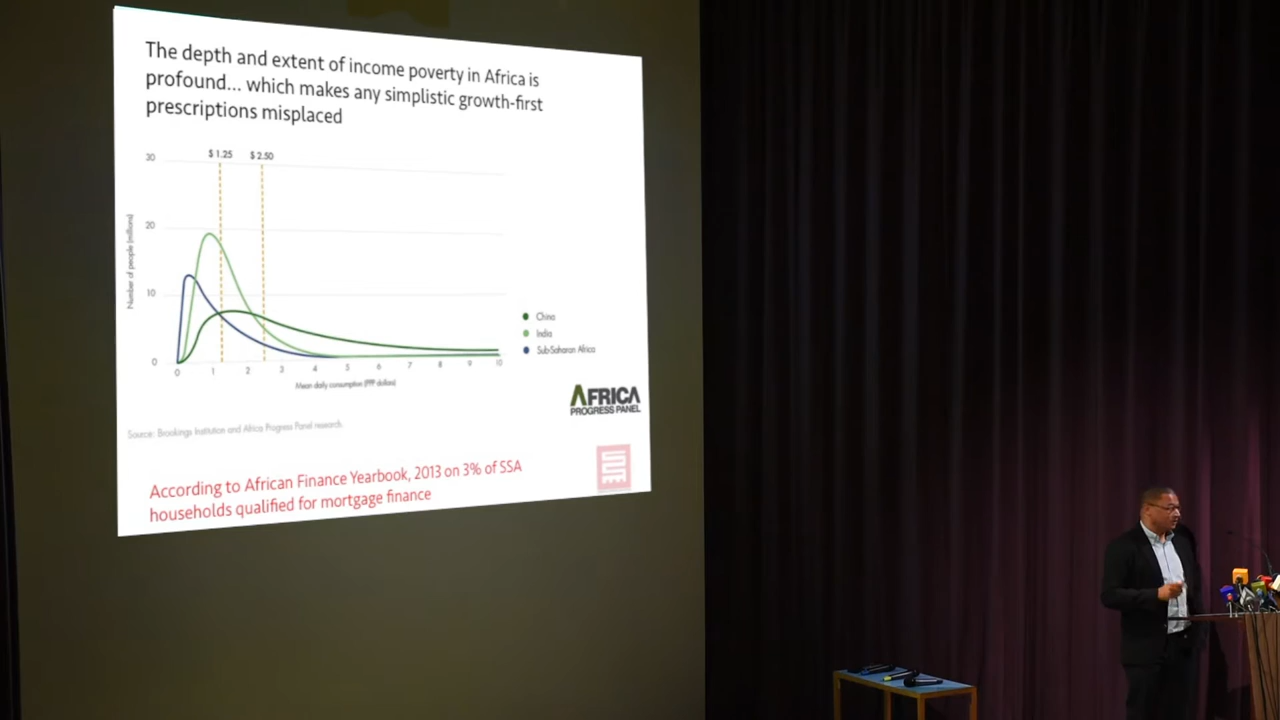 The depth and extent of income poverty in Africa is
profound... which makes any simplistic growth-first
prescriptions misplaced
30
$ 1.25
$ 2.50
20
10
0
Number of people (millions)
0 1 2 3 4 5 6 7 8 9 10
Mean daily consumption (PPP dollars)
China
India
Sub-Saharan Africa
AFRICA
PROGRESS PANEL
Source: Brookings Institution and Africa Progress Panel research.
According to African Finance Yearbook, 2013 on 3% of SSA
households qualified for mortgage finance